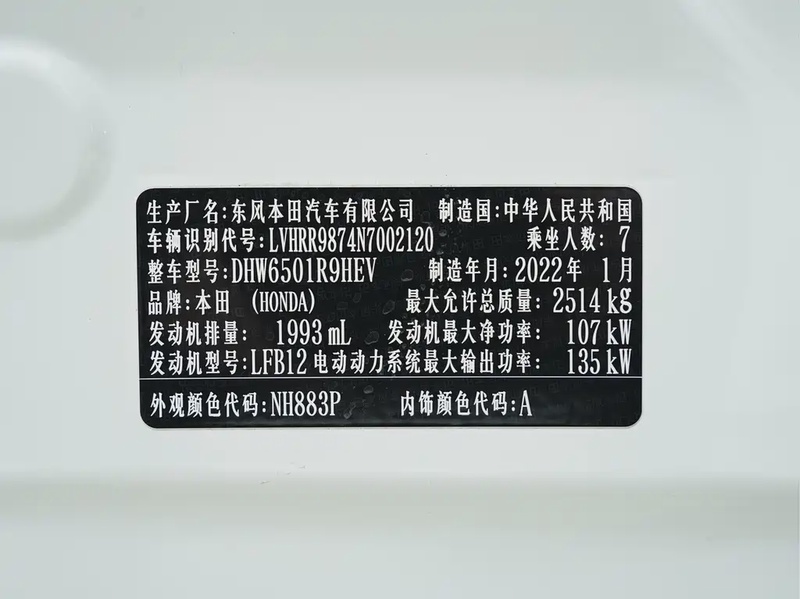 生产厂名:东风本田汽车有限公司 制造国:中华人民共和国
车辆识别代号:LVHRR9874N7002120 乘坐人数: 7
整车型号:DHW6501R9HEV 制造年月:2022年 1月
品牌:本田 (HONDA) 最大允许总质量: 2514kg
发动机排量: 1993mL 发动机最大净功率: 107kW
发动机型号:LFB12 电动动力系统最大输出功率: 135kW
外观颜色代码:NH883P 内饰颜色代码:A